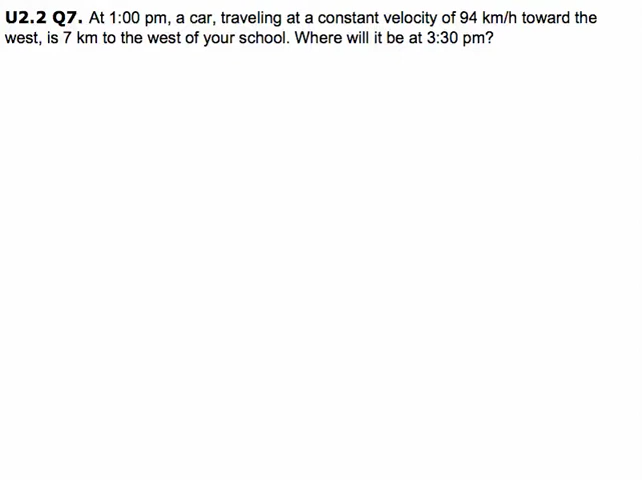 U2.2 Q7. At 1:00 pm, a car, traveling at a constant velocity of 94 km/h toward the
west, is 7 km to the west of your school. Where will it be at 3:30 pm?